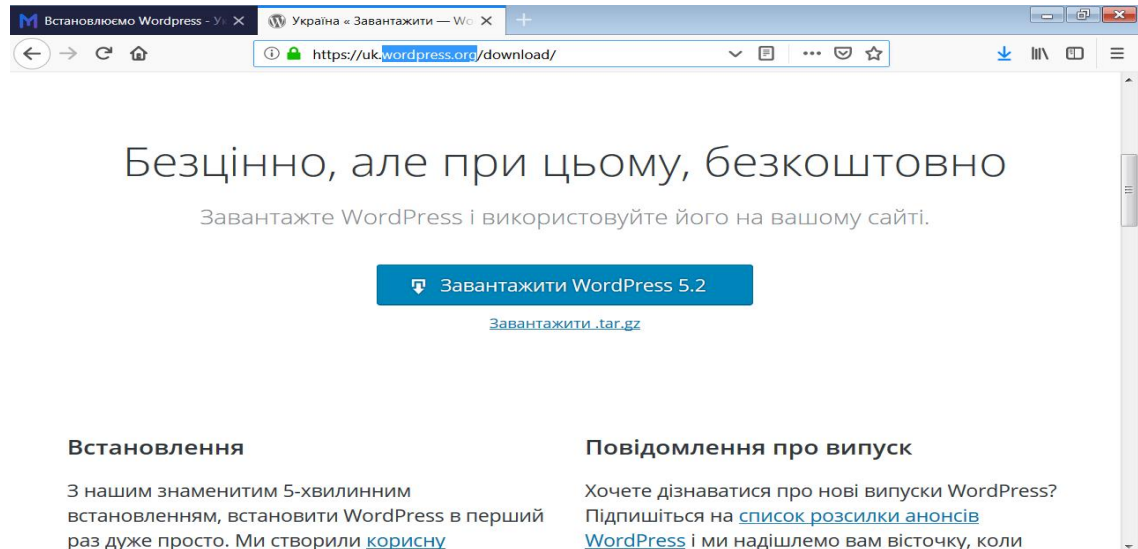 Встановлюємо Wordpress - Ук
Україна « Завантажити — Wo
https://uk.wordpress.org/download/
Безцінно, але при цьому, безкоштовно
Завантажте WordPress і використовуйте його на вашому сайті.
Завантажити WordPress 5.2
Завантажити .tar.gz
Встановлення
З нашим знаменитим 5-хвилинним
встановленням, встановити WordPress в перший
раз дуже просто. Ми створили корисну
Повідомлення про випуск
Хочете дізнаватися про нові випуски WordPress?
Підпишіться на список розсилки анонсів
WordPress і ми надішлемо вам вісточку, коли